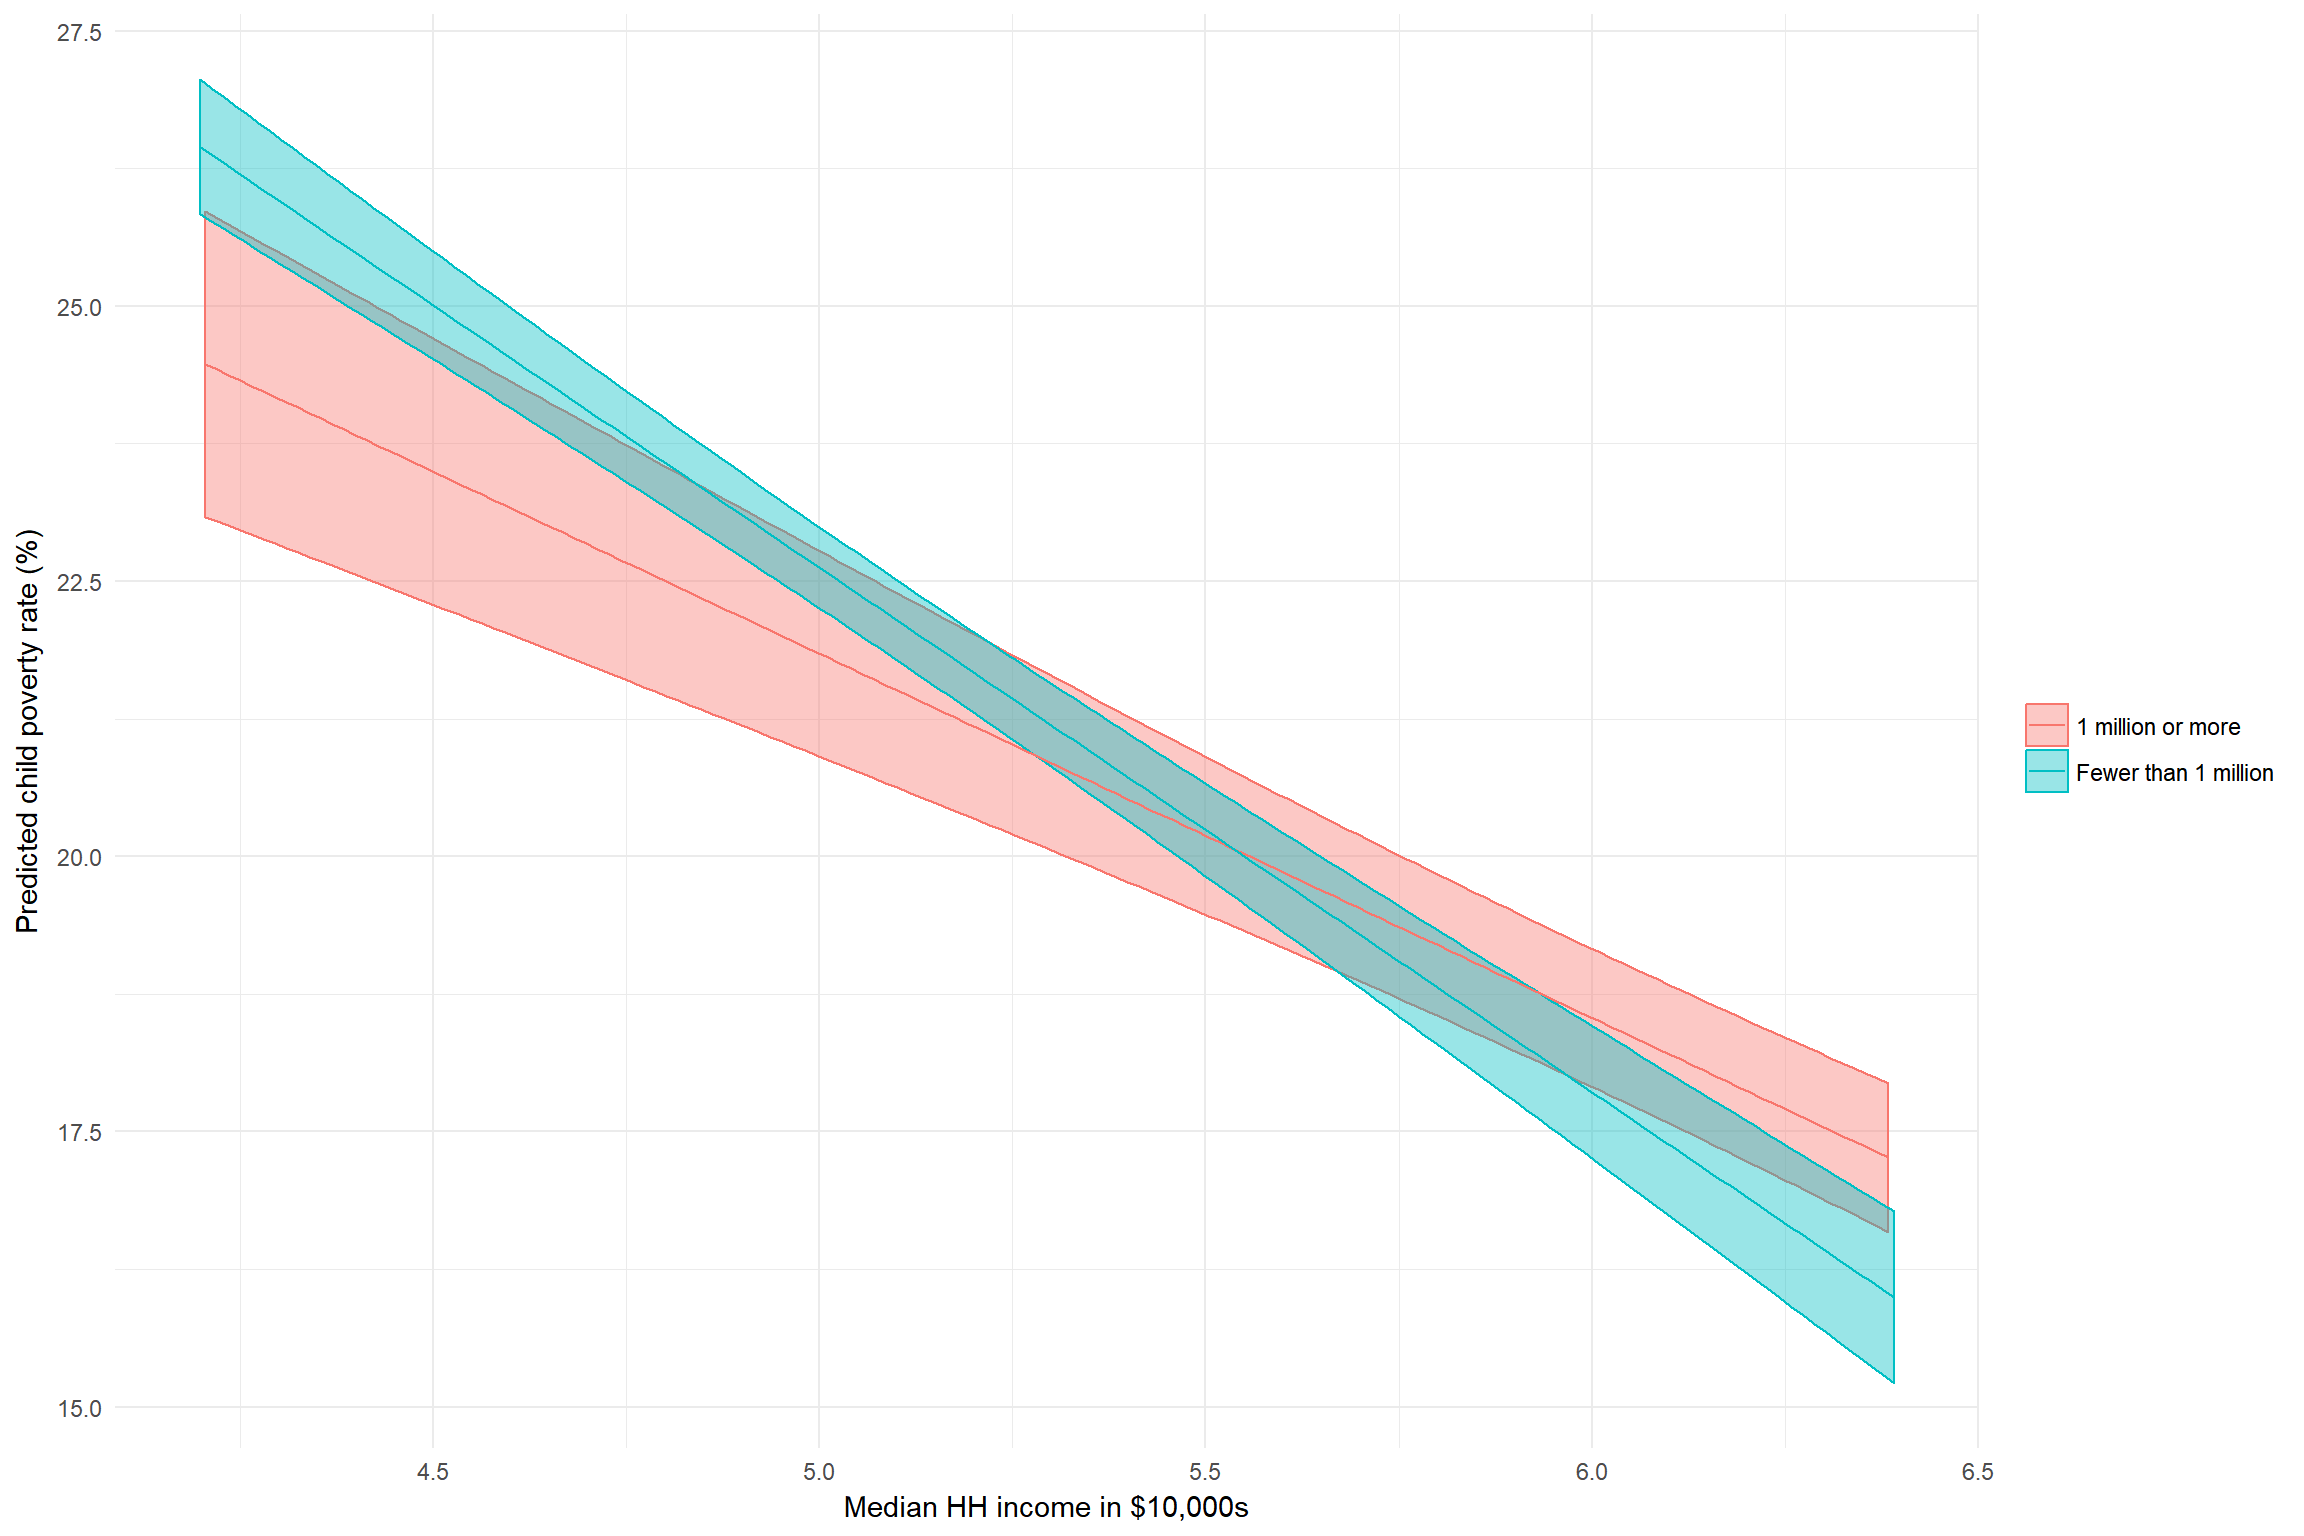 27.5
25.0
22.5
20.0
17.5
15.0
Predicted child poverty rate (%)
4.5
5.0
5.5
6.0
6.5
Median HH income in $10,000s
1 million or more
Fewer than 1 million